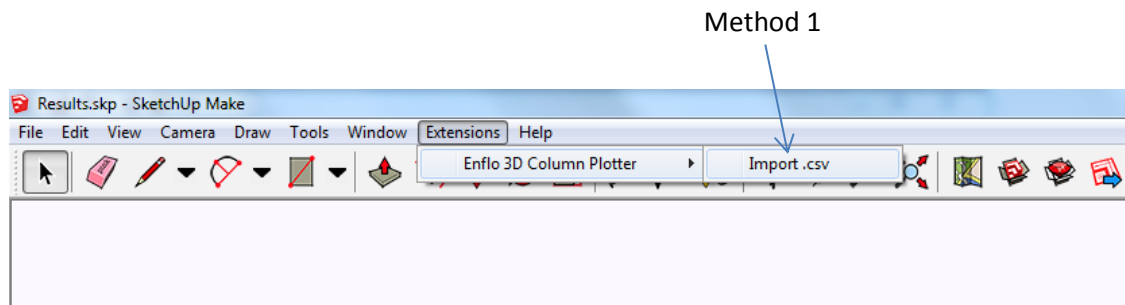 Method 1
Results.skp - SketchUp Make
File Edit View Camera Draw Tools Window Extensions Help
Enflo 3D Column Plotter Import .csv